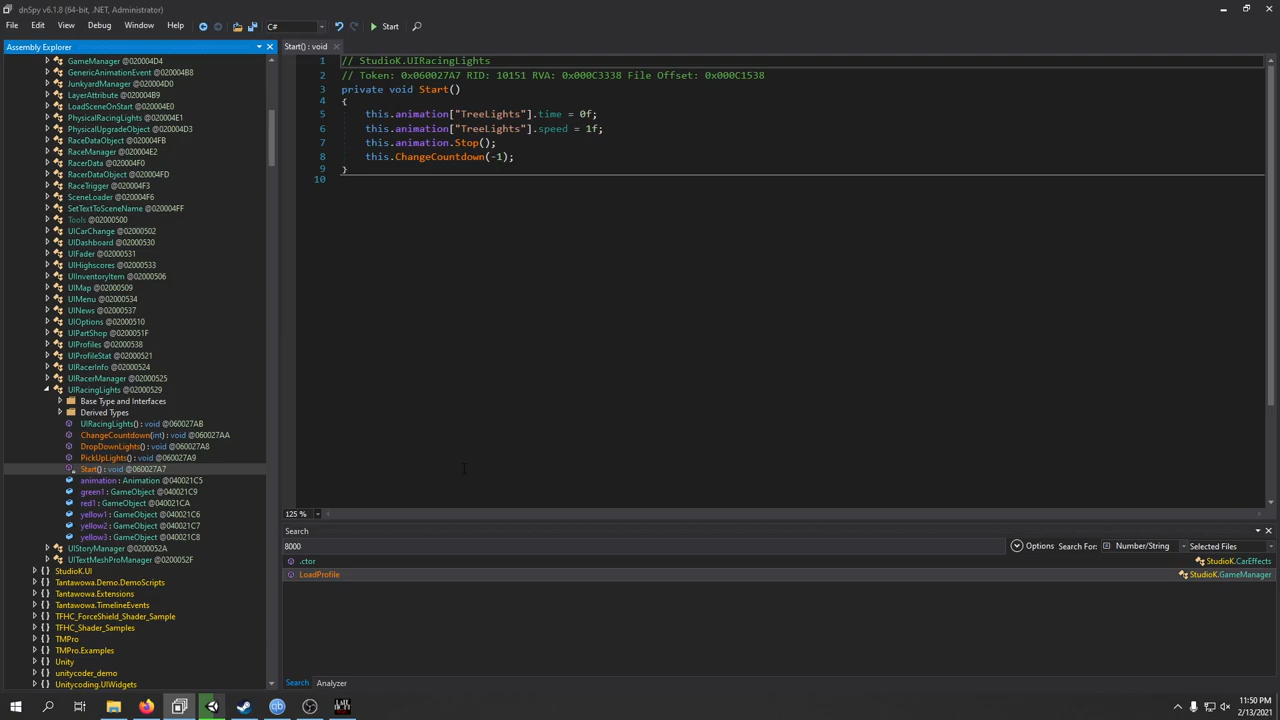 dnSpy v6.1.8 (64-bit, .NET, Administrator)
File Edit View Debug Window Help C# Start
Assembly Explorer
GameManager @020004D4
GenericAnimationEvent @020004B8
JunkyardManager @020004D0
LayerAttribute @020004B9
LoadSceneOnStart @020004E0
PhysicalRacingLights @020004E1
PhysicalUpgradeObject @020004D3
RaceDataObject @020004FB
RaceManager @020004E2
RacerData @020004F0
RacerDataObject @020004FD
RaceTrigger @020004F3
SceneLoader @020004F6
SetTextToSceneName @020004FF
Tools @02000500
UICarChange @02000502
UIDashboard @02000530
UIFader @02000531
UIHighscores @02000533
UIInventoryItem @02000506
UIMap @02000509
UIMenu @02000534
UINews @02000537
UIOptions @02000510
UIPartShop @0200051F
UIProfiles @02000538
UIProfileStat @02000521
UIRacerInfo @02000524
UIRacerManager @02000525
UIRacingLights @02000529
Base Type and Interfaces
Derived Types
UIRacingLights() : void @060027AB
ChangeCountdown(int) : void @060027AA
DropDownLights() : void @060027A8
PickUpLights() : void @060027A9
Start() : void @060027A7
animation : Animation @040021C5
green1 : GameObject @040021C9
red1 : GameObject @040021CA
yellow1 : GameObject @040021C6
yellow2 : GameObject @040021C7
yellow3 : GameObject @040021C8
UIStoryManager @0200052A
UITextMeshProManager @0200052F
StudioK.UI
Tantawowa.Demo.DemoScripts
Tantawowa.Extensions
Tantawowa.TimelineEvents
TFHC_ForceShield_Shader_Sample
TFHC_Shader_Samples
TMPro
TMPro.Examples
Unity
unitycoder_demo
Unitycoding.UIWidgets
Start() : void
1 // StudioK.UIRacingLights
2 // Token: 0x060027A7 RID: 10151 RVA: 0x000C3338 File Offset: 0x000C1538
3 private void Start()
4 {
5 this.animation["TreeLights"].time = 0f;
6 this.animation["TreeLights"].speed = 1f;
7 this.animation.Stop();
8 this.ChangeCountdown(-1);
9 }
10
125 %
Search
8000 Options Search For: Number/String Selected Files
.ctor StudioK.CarEffects
LoadProfile StudioK.GameManager
Search Analyzer
11:50 PM
2/13/2021